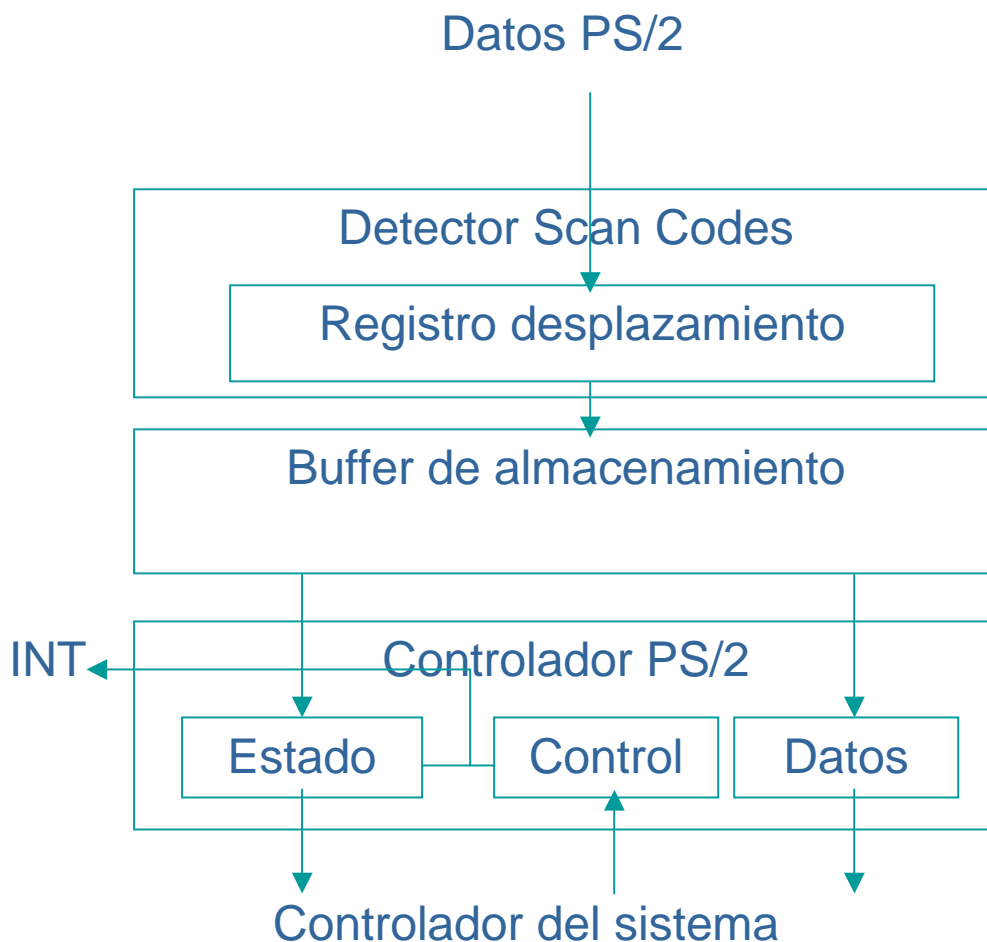 Datos PS/2
Detector Scan Codes
Registro desplazamiento
Buffer de almacenamiento
INT
Controlador PS/2
Estado
Control
Datos
Controlador del sistema